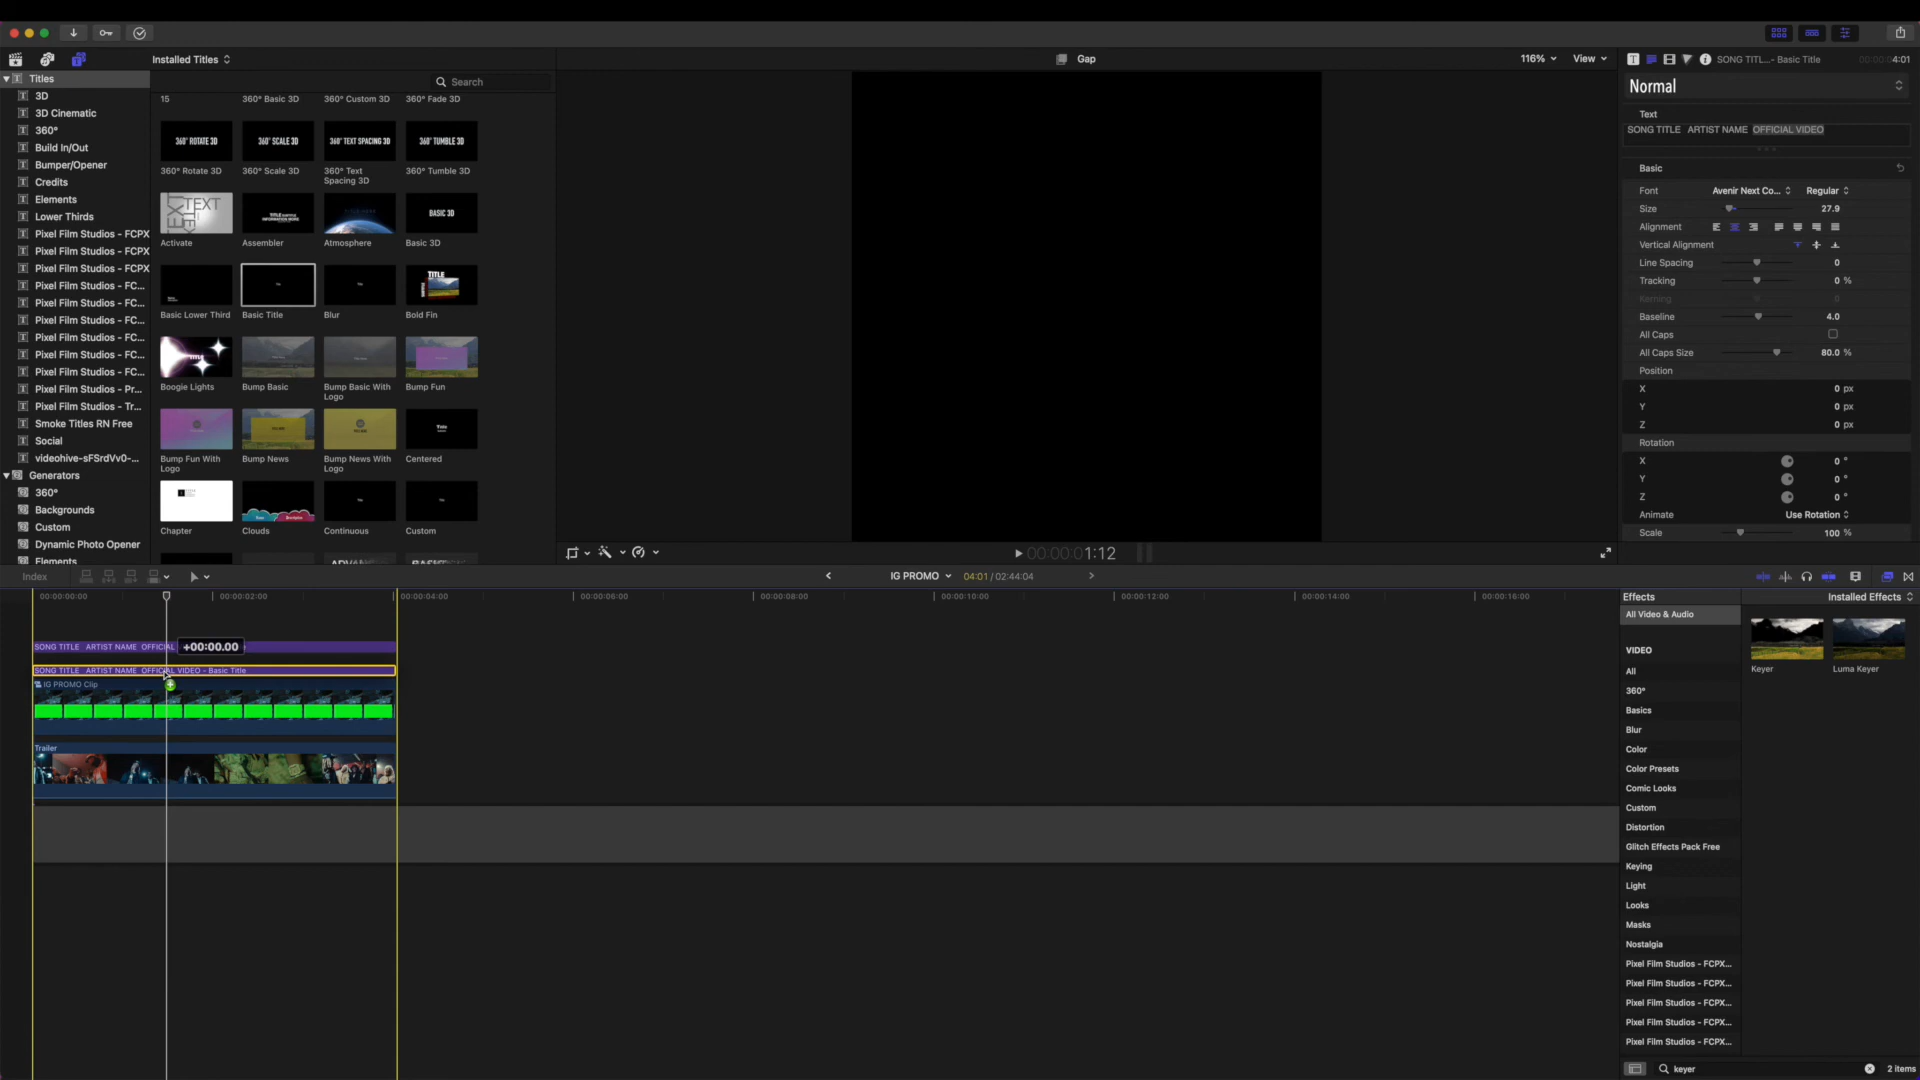 Installed Titles
Gap
116%
View
SONG TITL...- Basic Title
4:01
Titles
3D
3D Cinematic
360°
Build In/Out
Bumper/Opener
Credits
Elements
Lower Thirds
Pixel Film Studios - FCPX
Pixel Film Studios - FCPX
Pixel Film Studios - FCPX
Pixel Film Studios - FC...
Pixel Film Studios - FC...
Pixel Film Studios - FC...
Pixel Film Studios - FC...
Pixel Film Studios - FC...
Pixel Film Studios - FC...
Pixel Film Studios - Pr...
Pixel Film Studios - Tr...
Smoke Titles RN Free
Social
videohive-sFSrdVv0-...
Generators
360°
Backgrounds
Custom
Dynamic Photo Opener
Elements
Search
15
360° Basic 3D
360° Custom 3D
360° Fade 3D
360° ROTATE 3D
360° SCALE 3D
360° TEXT SPACING 3D
360° TUMBLE 3D
360° Rotate 3D
360° Scale 3D
360° Text Spacing 3D
360° Tumble 3D
TEXT
BASIC 3D
Activate
Assembler
Atmosphere
Basic 3D
TITLE
Basic Lower Third
Basic Title
Blur
Bold Fin
Boogie Lights
Bump Basic
Bump Basic With Logo
Bump Fun
Bump Fun With Logo
Bump News
Bump News With Logo
Centered
Chapter
Clouds
Continuous
Custom
Normal
Text
SONG TITLE ARTIST NAME OFFICIAL VIDEO
Basic
Font Avenir Next Co... Regular
Size 27.9
Alignment
Vertical Alignment
Line Spacing 0
Tracking 0 %
Kerning 0
Baseline 4.0
All Caps
All Caps Size 80.0 %
Position
X 0 px
Y 0 px
Z 0 px
Rotation
X 0 °
Y 0 °
Z 0 °
Animate Use Rotation
Scale 100 %
00:00:00:01:12
Index
IG PROMO
04:01 / 02:44:04
00:00:00:00
00:00:02:00
00:00:04:00
00:00:06:00
00:00:08:00
00:00:10:00
00:00:12:00
00:00:14:00
00:00:16:00
SONG TITLE ARTIST NAME OFFICIAL
+00:00.00
SONG TITLE ARTIST NAME OFFICIAL VIDEO - Basic Title
IG PROMO Clip
Trailer
Effects
Installed Effects
All Video & Audio
VIDEO
All
360°
Basics
Blur
Color
Color Presets
Comic Looks
Custom
Distortion
Glitch Effects Pack Free
Keying
Light
Looks
Masks
Nostalgia
Pixel Film Studios - FCPX...
Pixel Film Studios - FCPX...
Pixel Film Studios - FCPX...
Pixel Film Studios - FCPX...
Pixel Film Studios - FCPX...
Keyer
Luma Keyer
keyer
2 items